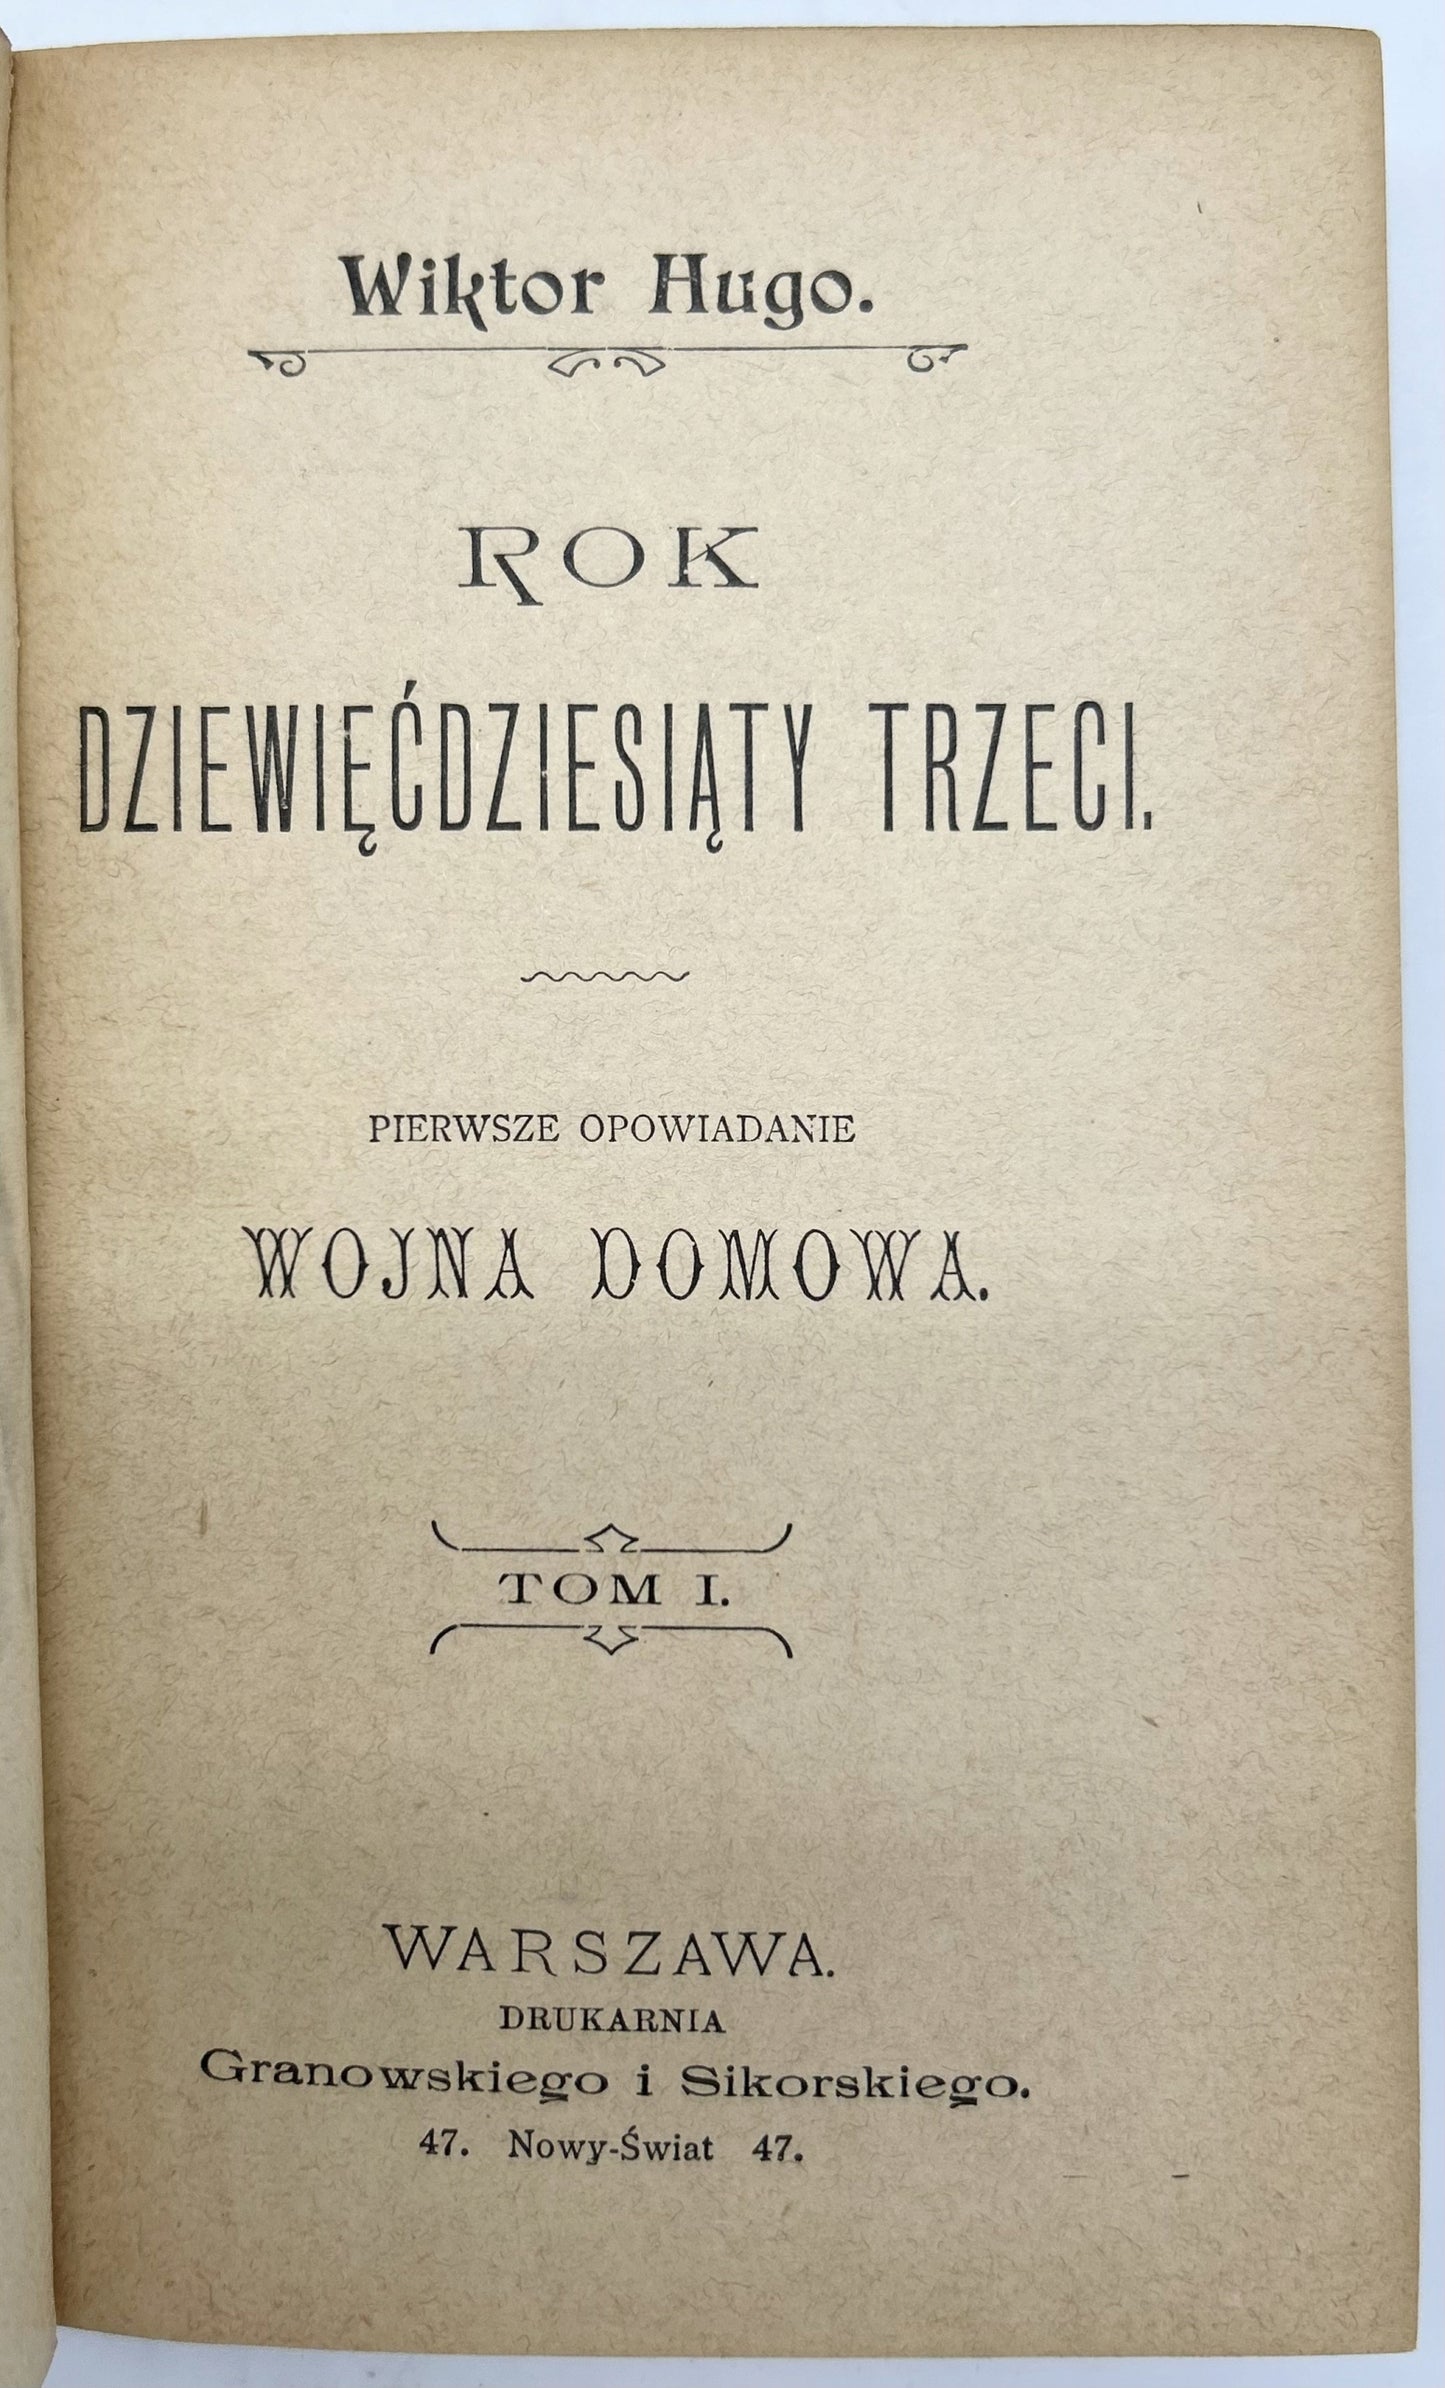 Wiktor Hugo.
ROK
DZIEWIĘĆDZIESIĄTY TRZECI.
PIERWSZE OPOWIADANIE
WOJNA DOMOWA.
TOM I.
WARSZAWA.
DRUKARNIA
Granowskiego i Sikorskiego.
47. Nowy-Świat 47.